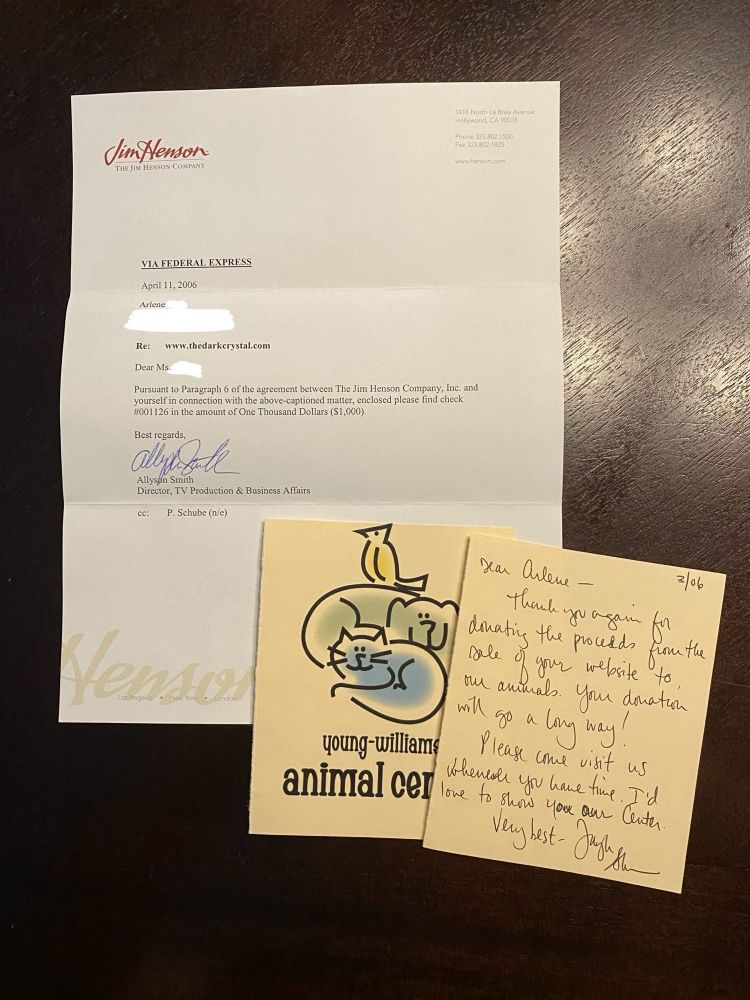 Jim Henson
THE JIM HENSON COMPANY
1416 North La Brea Avenue
Hollywood, CA 90028
Phone 323.802.1500
Fax 323.802.1825
www.henson.com
VIA FEDERAL EXPRESS
April 11, 2006
Arlene
Re: www.thedarkcrystal.com
Dear Ms.
Pursuant to Paragraph 6 of the agreement between The Jim Henson Company, Inc. and
yourself in connection with the above-captioned matter, enclosed please find check
#001126 in the amount of One Thousand Dollars ($1,000).
Best regards,
Allyson Smith
Allyson Smith
Director, TV Production & Business Affairs
cc: P. Schube (n/e)
Henson
Los Angeles • New York • London
young-williams
animal cen
3/06
Dear Arlene —
Thank you again for
donating the proceeds from the
sale of your website to
our animals. Your donation
will go a long way!
Please come visit us
whenever you have time. I'd
love to show you our Center.
Very best-